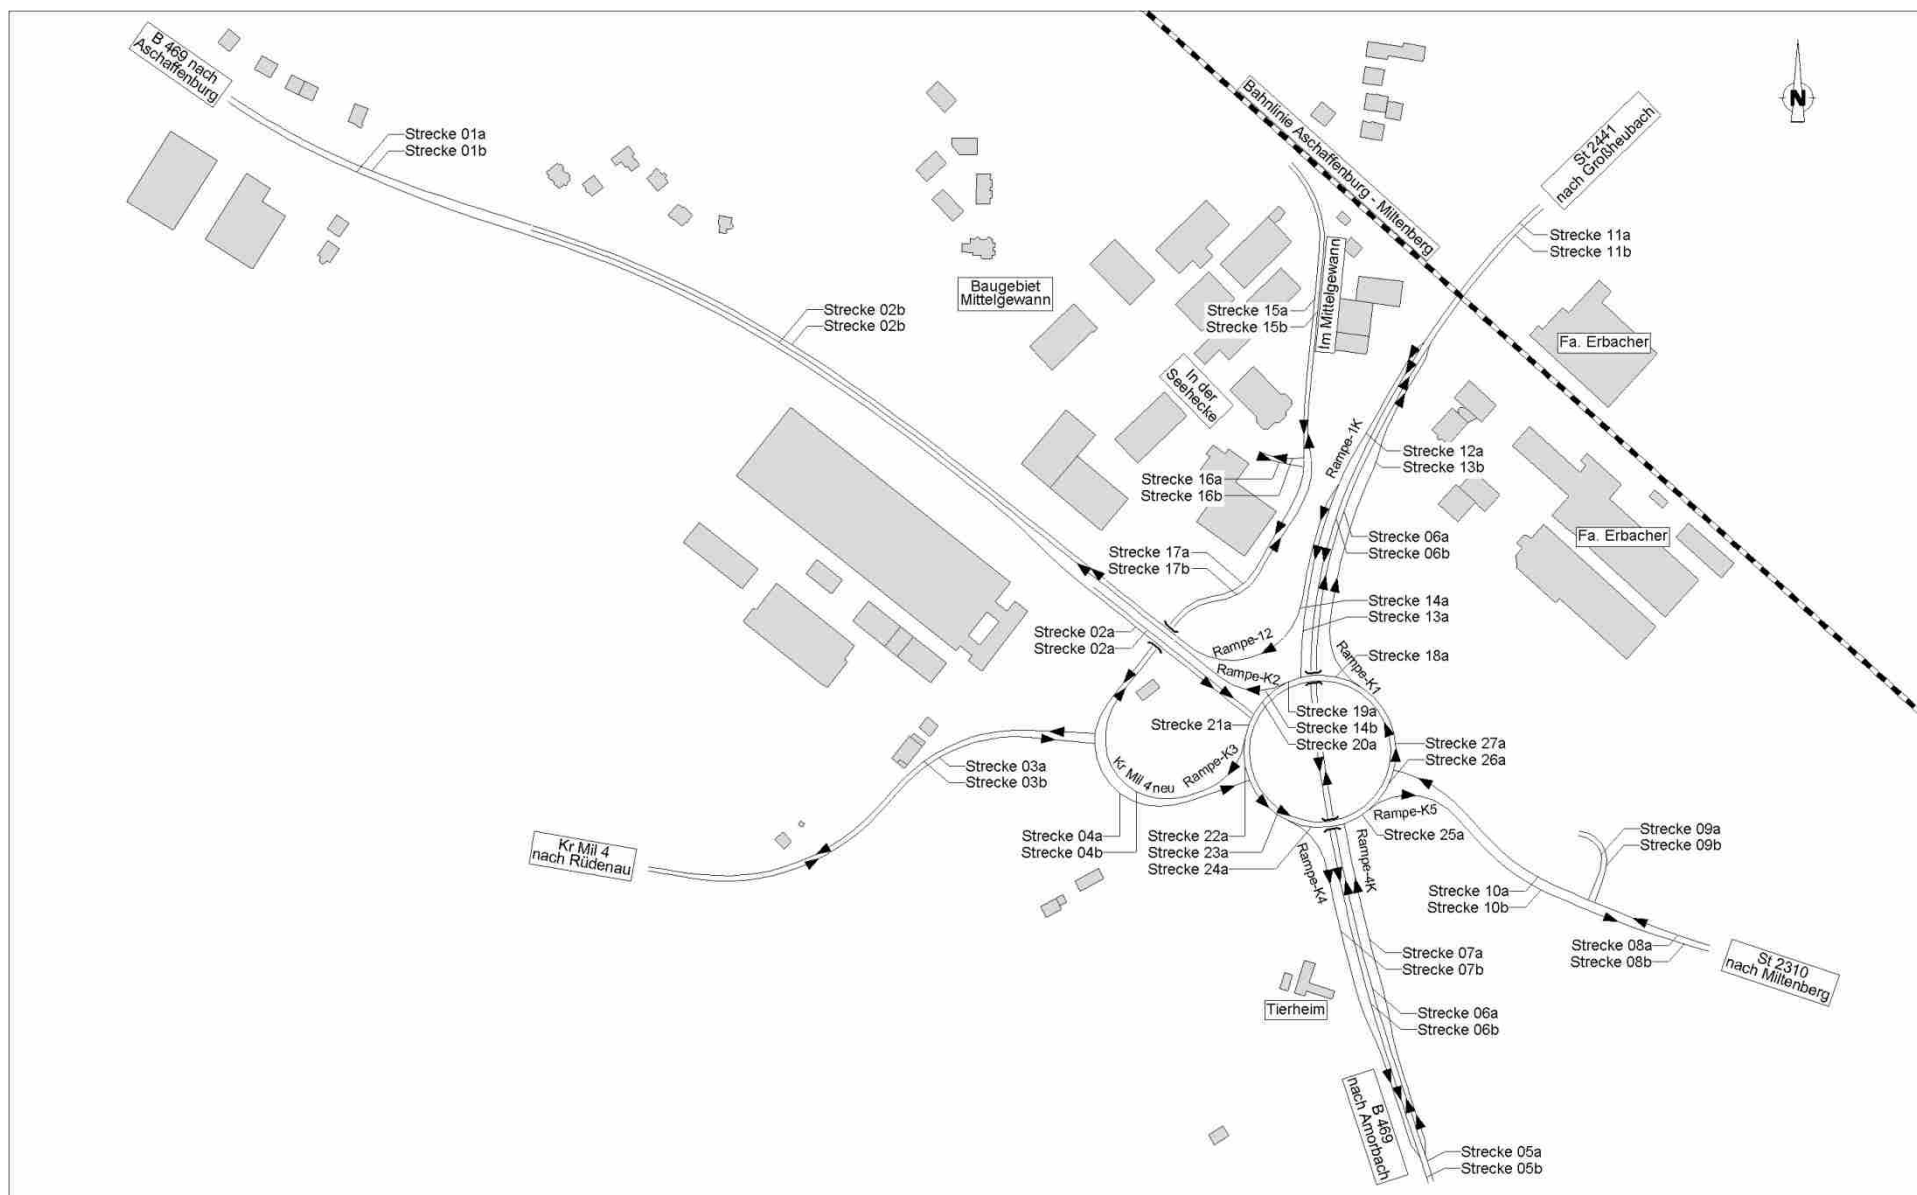 B 469 nach
Aschaffenburg
Strecke 01a
Strecke 01b
Bahnlinie Aschaffenburg - Miltenberg
St 2441
nach Großheubach
N
Strecke 11a
Strecke 11b
Baugebiet
Mittelgewann
Strecke 02b
Strecke 02b
Strecke 15a
Strecke 15b
Im Mittelgewann
Fa. Erbacher
In der
Seehecke
Rampe-1K
Strecke 12a
Strecke 13b
Strecke 16a
Strecke 16b
Strecke 06a
Strecke 06b
Fa. Erbacher
Strecke 17a
Strecke 17b
Strecke 14a
Strecke 13a
Strecke 02a
Strecke 02a
Rampe-12
Rampe-K2
Rampe-K1
Strecke 18a
Strecke 19a
Strecke 14b
Strecke 20a
Strecke 21a
Strecke 27a
Strecke 26a
Strecke 03a
Strecke 03b
Kr Mil 4neu
Rampe-K3
Rampe-K5
Strecke 04a
Strecke 04b
Strecke 22a
Strecke 23a
Strecke 24a
Strecke 25a
Rampe-K4
Rampe-4K
Strecke 09a
Strecke 09b
Kr Mil 4
nach Rüdenau
Strecke 10a
Strecke 10b
Strecke 07a
Strecke 07b
Strecke 08a
Strecke 08b
St 2310
nach Miltenberg
Tierheim
Strecke 06a
Strecke 06b
B 469
nach Amorbach
Strecke 05a
Strecke 05b